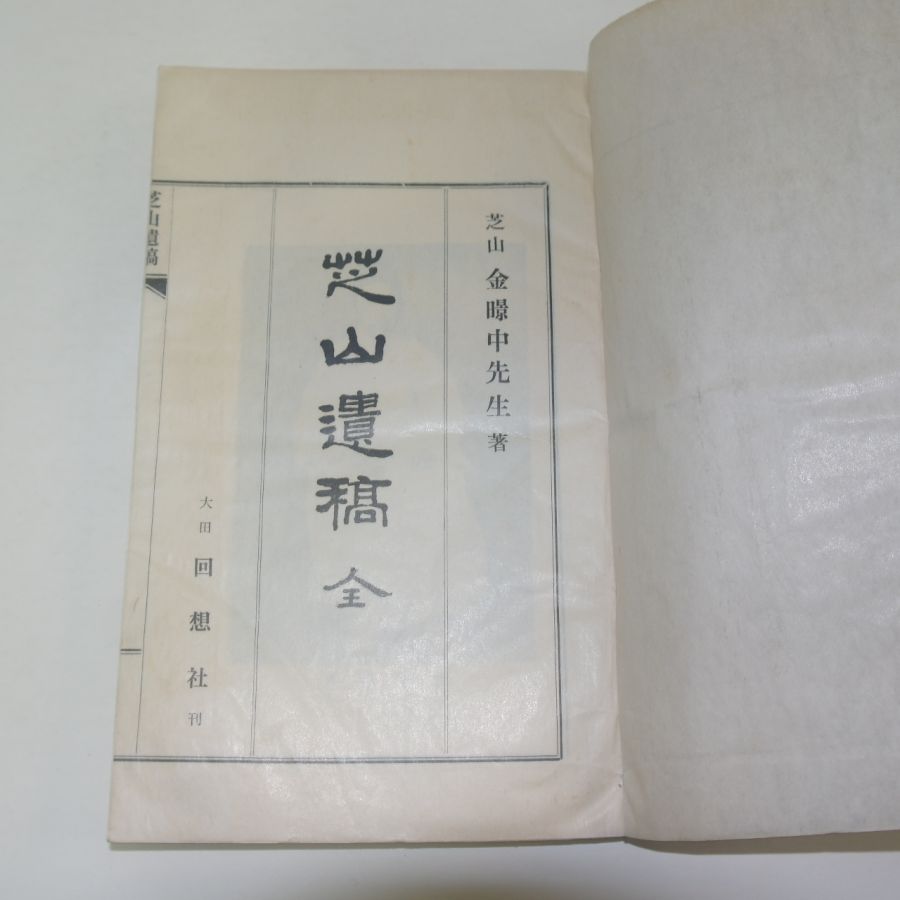 芝山 金暻中先生 著
芝山遺稿 全
大田 回想社 刊
芝山遺稿